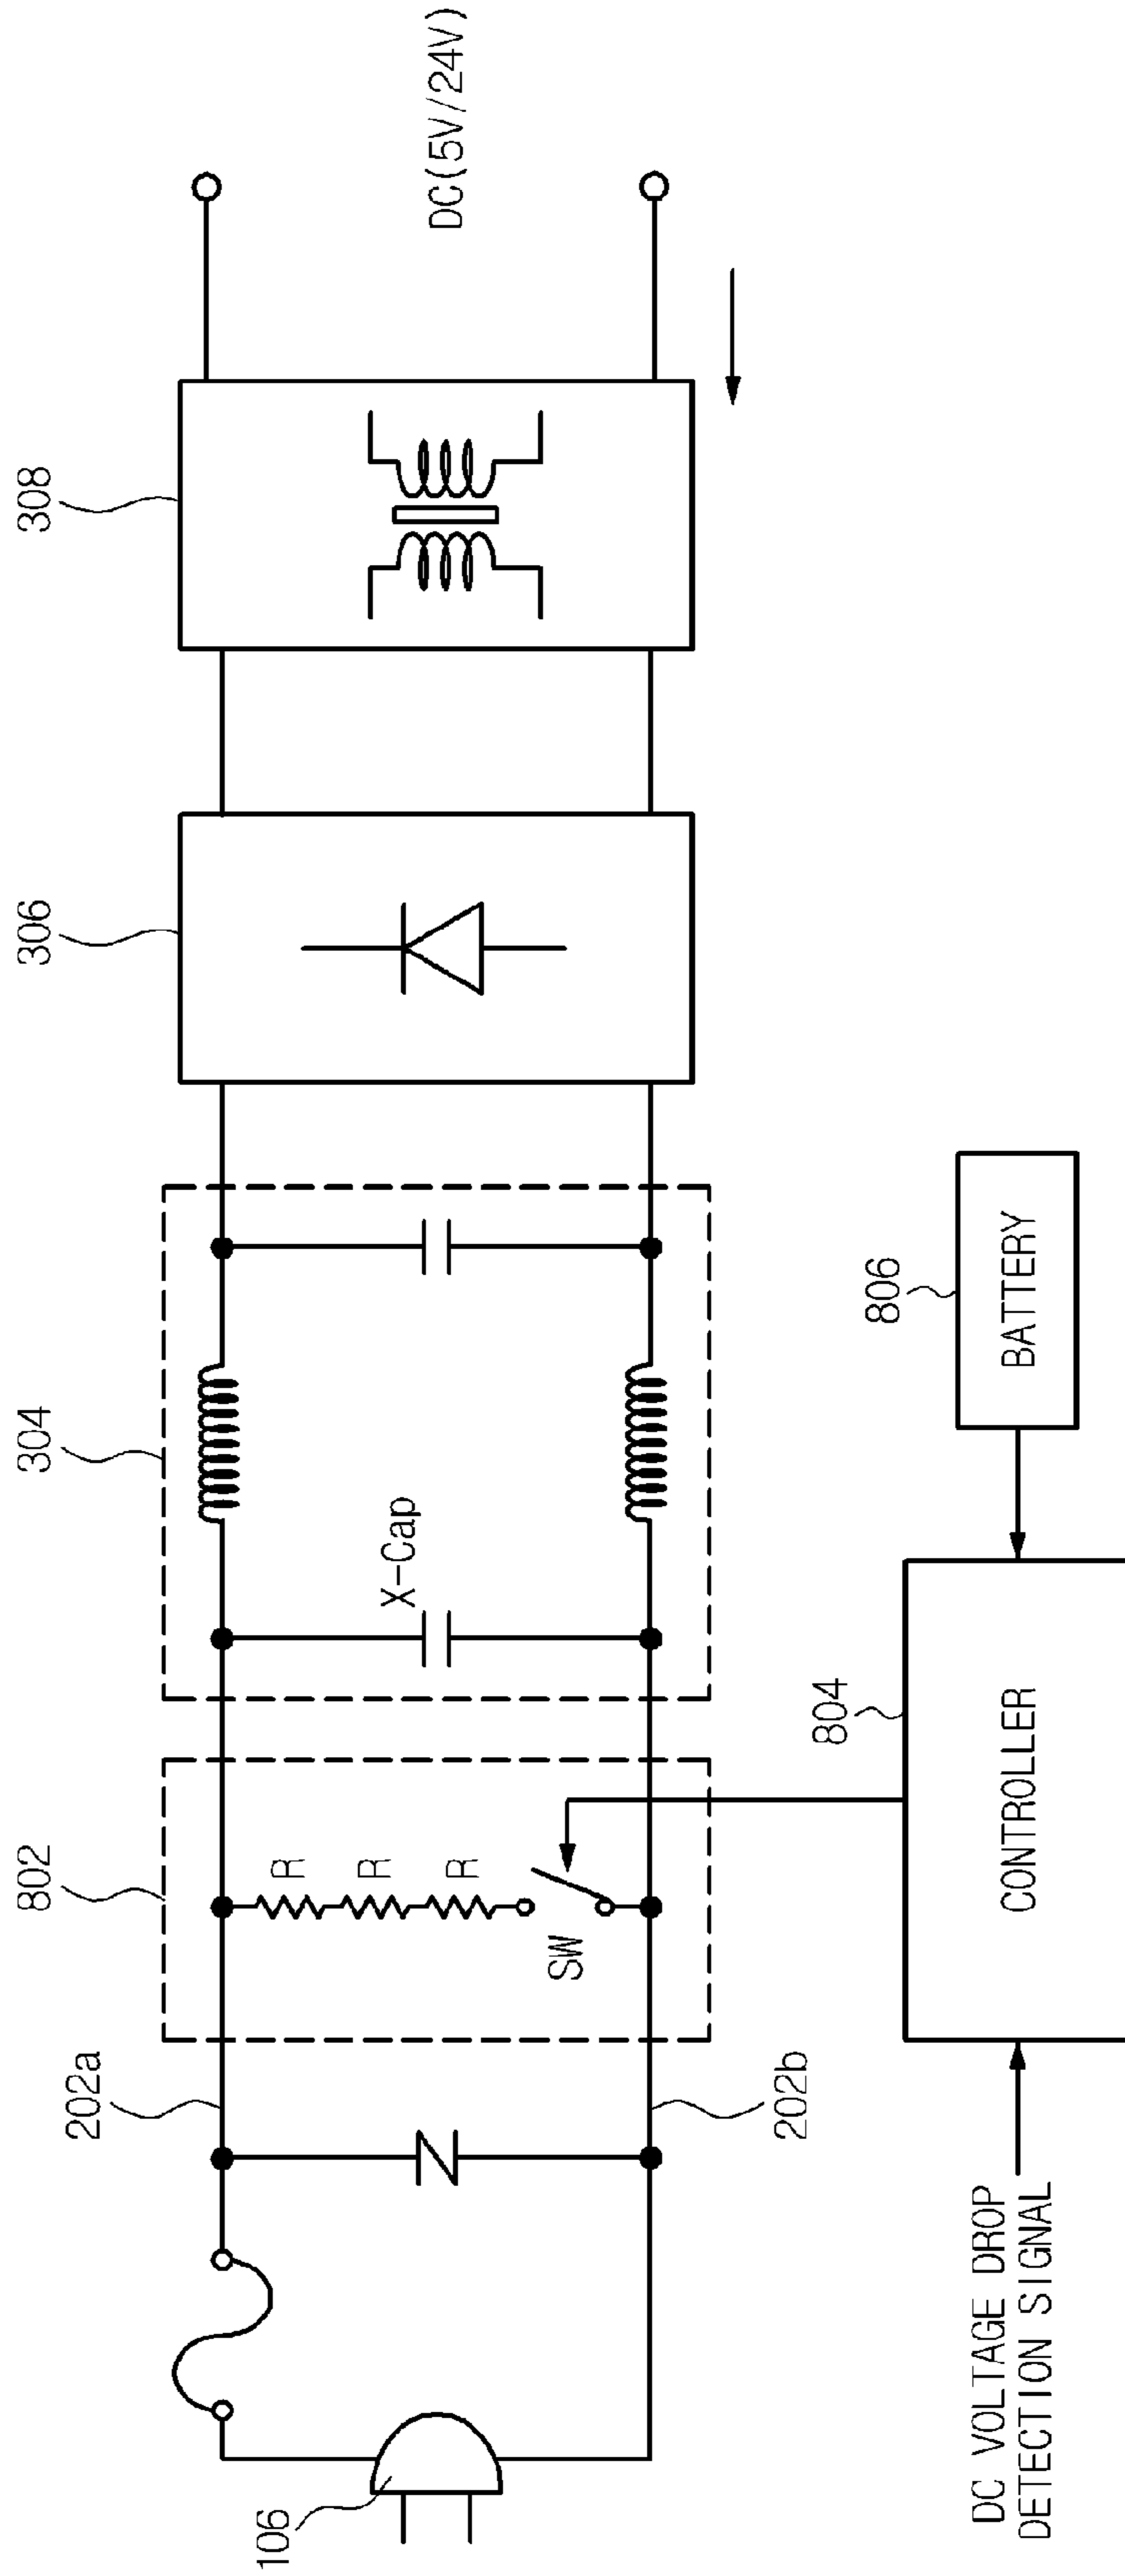 304
306
308
802
202a
106
R
R
R
SW
X-Cap
DC(5V/24V)
202b
804
806
DC VOLTAGE DROP
DETECTION SIGNAL
CONTROLLER
BATTERY